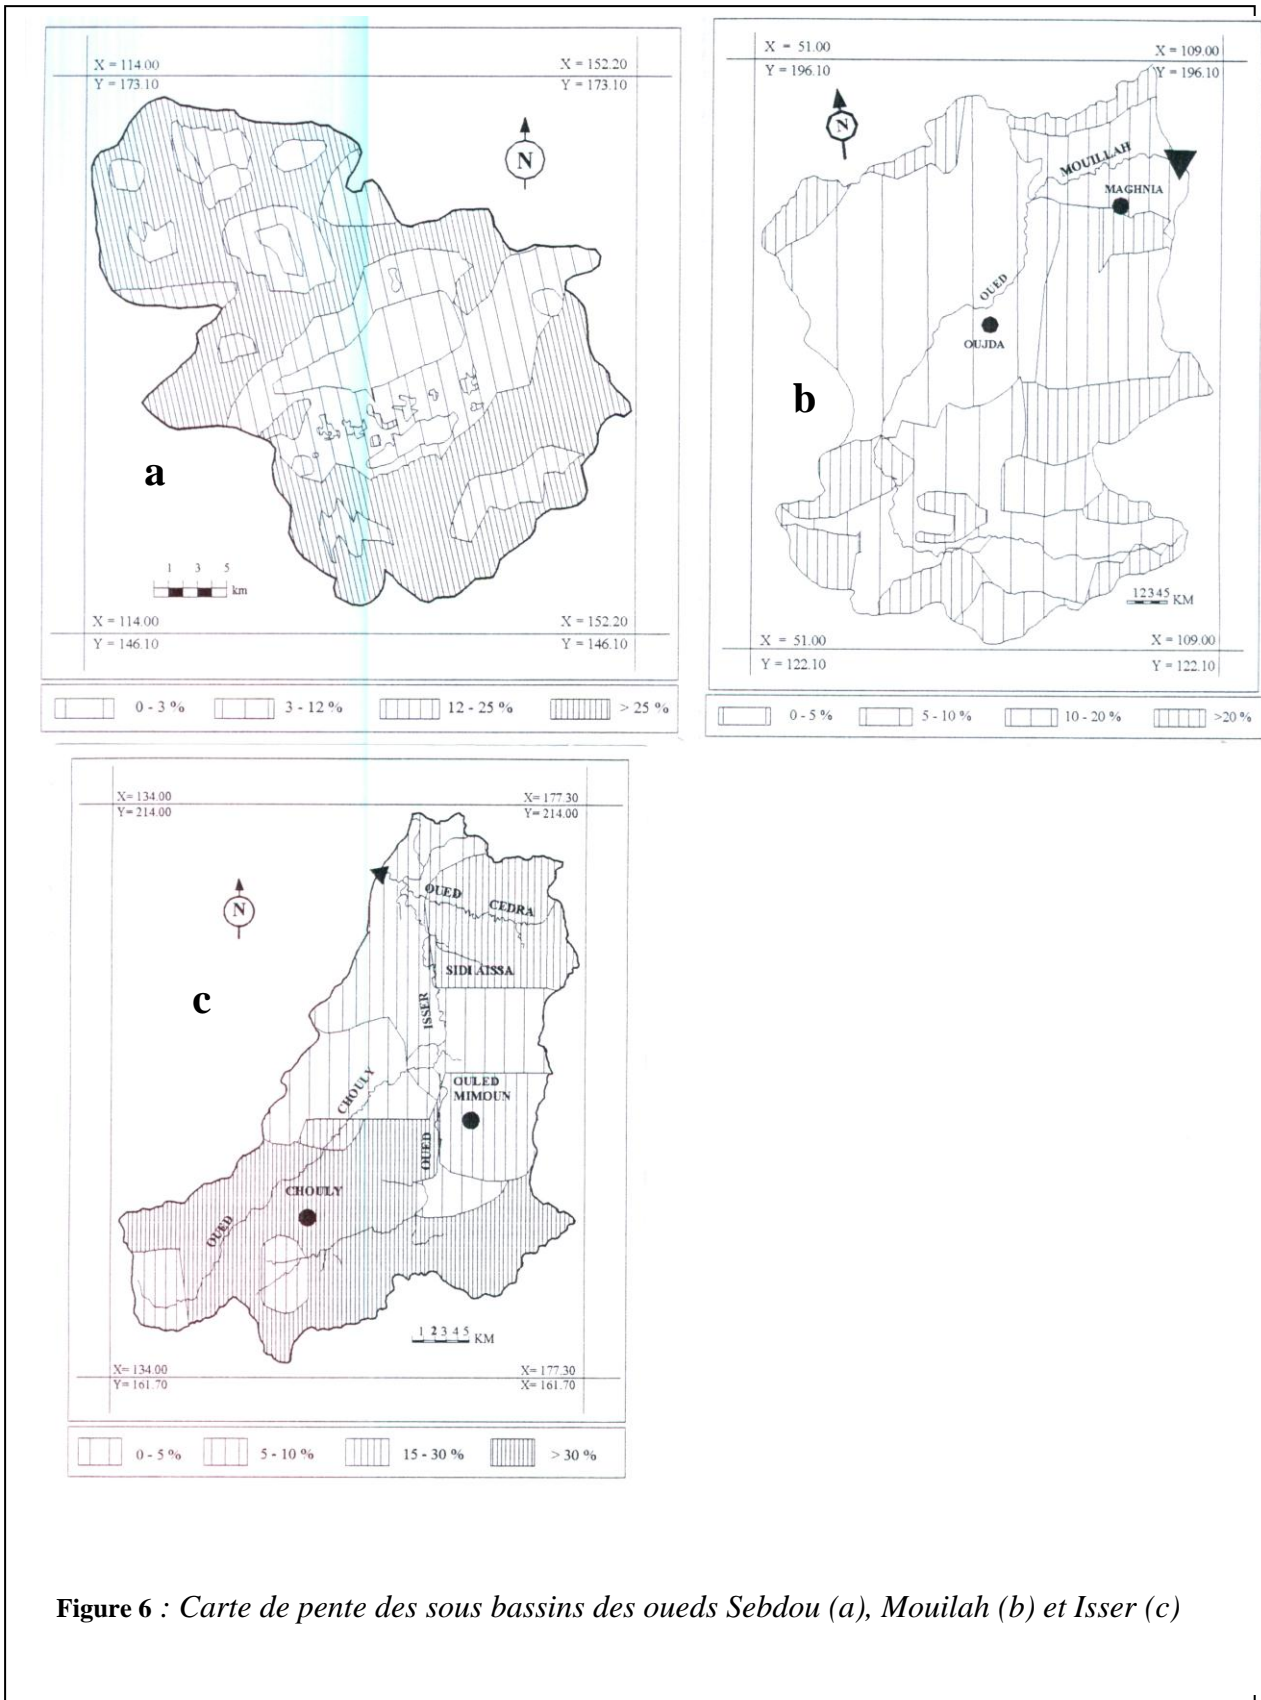 X = 114.00
Y = 173.10
X = 152.20
Y = 173.10
N
a
1 3 5
km
X = 114.00
Y = 146.10
X = 152.20
Y = 146.10
0 - 3 %
3 - 12 %
12 - 25 %
> 25 %
X = 51.00
Y = 196.10
X = 109.00
Y = 196.10
N
MOUILLAH
MAGHNIA
OUED
OUJDA
b
12345
KM
X = 51.00
Y = 122.10
X = 109.00
Y = 122.10
0 - 5 %
5 - 10 %
10 - 20 %
>20 %
X= 134.00
Y= 214.00
X= 177.30
Y= 214.00
N
OUED
CEDRA
SIDI AISSA
c
ISSER
CHOULY
OULED
MIMOUN
OUED
CHOULY
OUED
1 2 3 4 5
KM
X= 134.00
Y= 161.70
X= 177.30
X= 161.70
0 - 5 %
5 - 10 %
15 - 30 %
> 30 %
Figure 6 : Carte de pente des sous bassins des oueds Sebdou (a), Mouilah (b) et Isser (c)